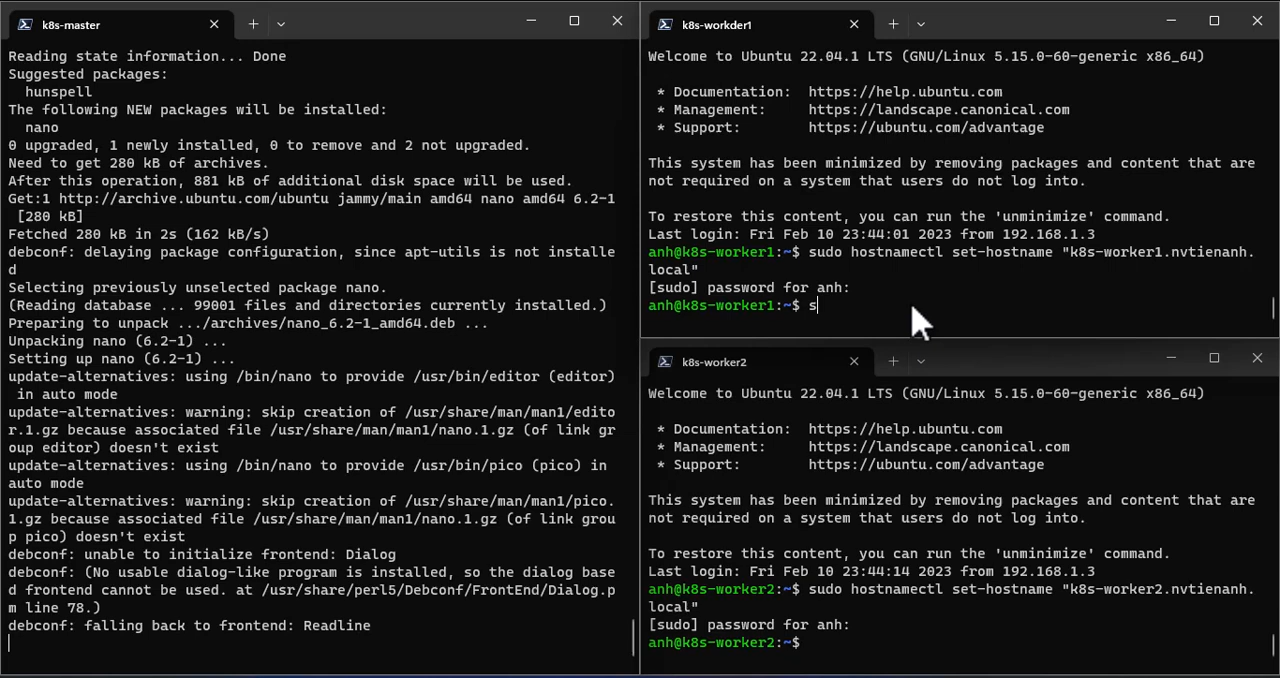 k8s-master
Reading state information... Done
Suggested packages:
  hunspell
The following NEW packages will be installed:
  nano
0 upgraded, 1 newly installed, 0 to remove and 2 not upgraded.
Need to get 280 kB of archives.
After this operation, 881 kB of additional disk space will be used.
Get:1 http://archive.ubuntu.com/ubuntu jammy/main amd64 nano amd64 6.2-1
 [280 kB]
Fetched 280 kB in 2s (162 kB/s)
debconf: delaying package configuration, since apt-utils is not installe
d
Selecting previously unselected package nano.
(Reading database ... 99001 files and directories currently installed.)
Preparing to unpack .../archives/nano_6.2-1_amd64.deb ...
Unpacking nano (6.2-1) ...
Setting up nano (6.2-1) ...
update-alternatives: using /bin/nano to provide /usr/bin/editor (editor)
 in auto mode
update-alternatives: warning: skip creation of /usr/share/man/man1/edito
r.1.gz because associated file /usr/share/man/man1/nano.1.gz (of link gr
oup editor) doesn't exist
update-alternatives: using /bin/nano to provide /usr/bin/pico (pico) in
auto mode
update-alternatives: warning: skip creation of /usr/share/man/man1/pico.
1.gz because associated file /usr/share/man/man1/nano.1.gz (of link grou
p pico) doesn't exist
debconf: unable to initialize frontend: Dialog
debconf: (No usable dialog-like program is installed, so the dialog base
d frontend cannot be used. at /usr/share/perl5/Debconf/FrontEnd/Dialog.p
m line 78.)
debconf: falling back to frontend: Readline
k8s-workder1
Welcome to Ubuntu 22.04.1 LTS (GNU/Linux 5.15.0-60-generic x86_64)
 * Documentation:  https://help.ubuntu.com
 * Management:     https://landscape.canonical.com
 * Support:        https://ubuntu.com/advantage
This system has been minimized by removing packages and content that are
not required on a system that users do not log into.
To restore this content, you can run the 'unminimize' command.
Last login: Fri Feb 10 23:44:01 2023 from 192.168.1.3
anh@k8s-worker1:~$ sudo hostnamectl set-hostname "k8s-worker1.nvtienanh.
local"
[sudo] password for anh:
anh@k8s-worker1:~$ s
k8s-worker2
Welcome to Ubuntu 22.04.1 LTS (GNU/Linux 5.15.0-60-generic x86_64)
 * Documentation:  https://help.ubuntu.com
 * Management:     https://landscape.canonical.com
 * Support:        https://ubuntu.com/advantage
This system has been minimized by removing packages and content that are
not required on a system that users do not log into.
To restore this content, you can run the 'unminimize' command.
Last login: Fri Feb 10 23:44:14 2023 from 192.168.1.3
anh@k8s-worker2:~$ sudo hostnamectl set-hostname "k8s-worker2.nvtienanh.
local"
[sudo] password for anh:
anh@k8s-worker2:~$